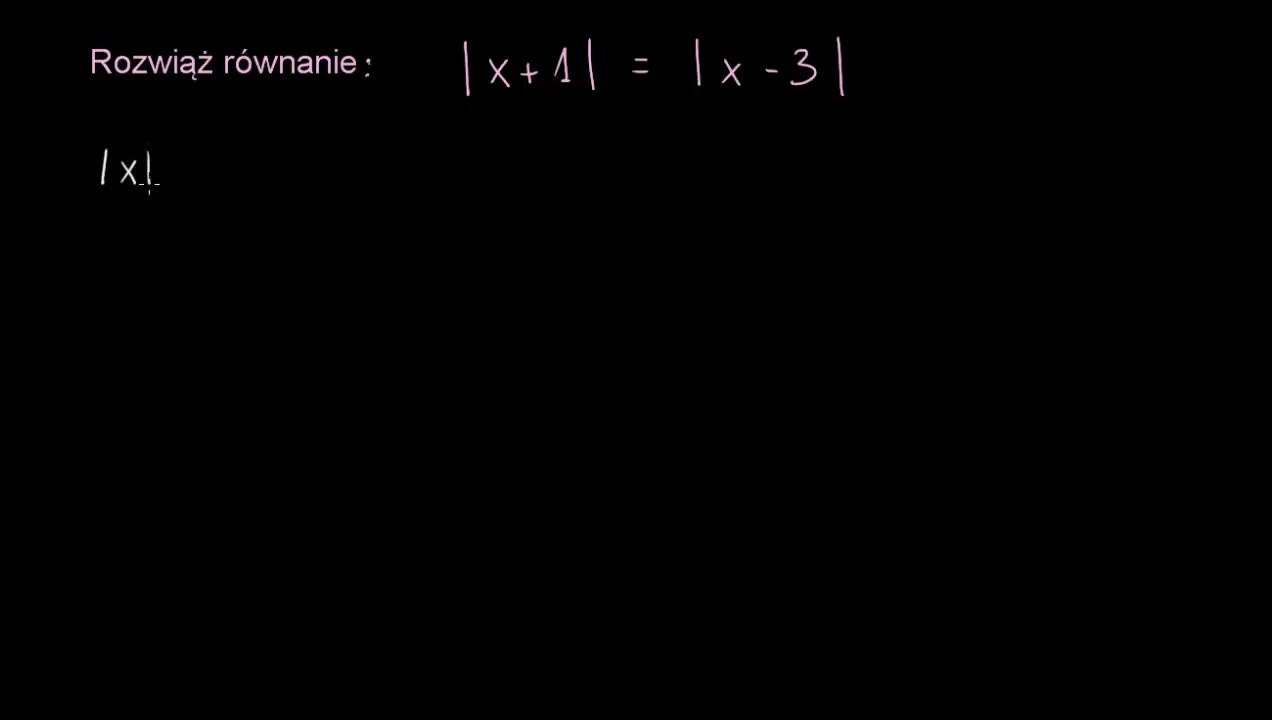 Rozwiąż równanie: |x+1| = |x-3|
|x|